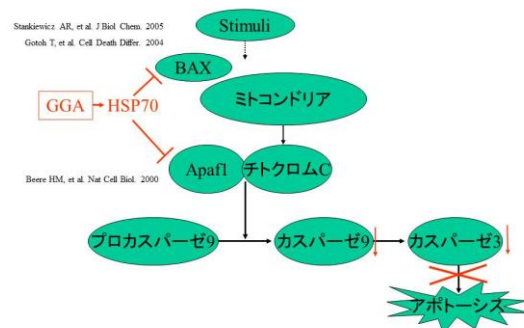 Stankiewicz AR, et al. J Biol Chem. 2005
Gotoh T, et al. Cell Death Differ. 2004
Stimuli
BAX
ミトコンドリア
GGA
HSP70
Apaf1
チトクロムC
Beere HM, et al. Nat Cell Biol. 2000
プロカスパーゼ9
カスパーゼ9
カスパーゼ3
アポトーシス